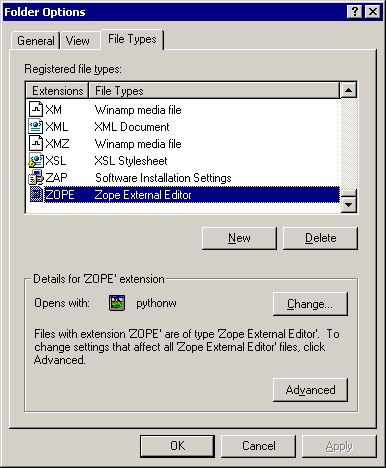 Folder Options
General View File Types
Registered file types:
Extensions File Types
XM Winamp media file
XML XML Document
XMZ Winamp media file
XSL XSL Stylesheet
ZAP Software Installation Settings
ZOPE Zope External Editor
New Delete
Details for 'ZOPE' extension
Opens with: pythonw Change...
Files with extension 'ZOPE' are of type 'Zope External Editor'. To
change settings that affect all 'Zope External Editor' files, click
Advanced.
Advanced
OK Cancel Apply